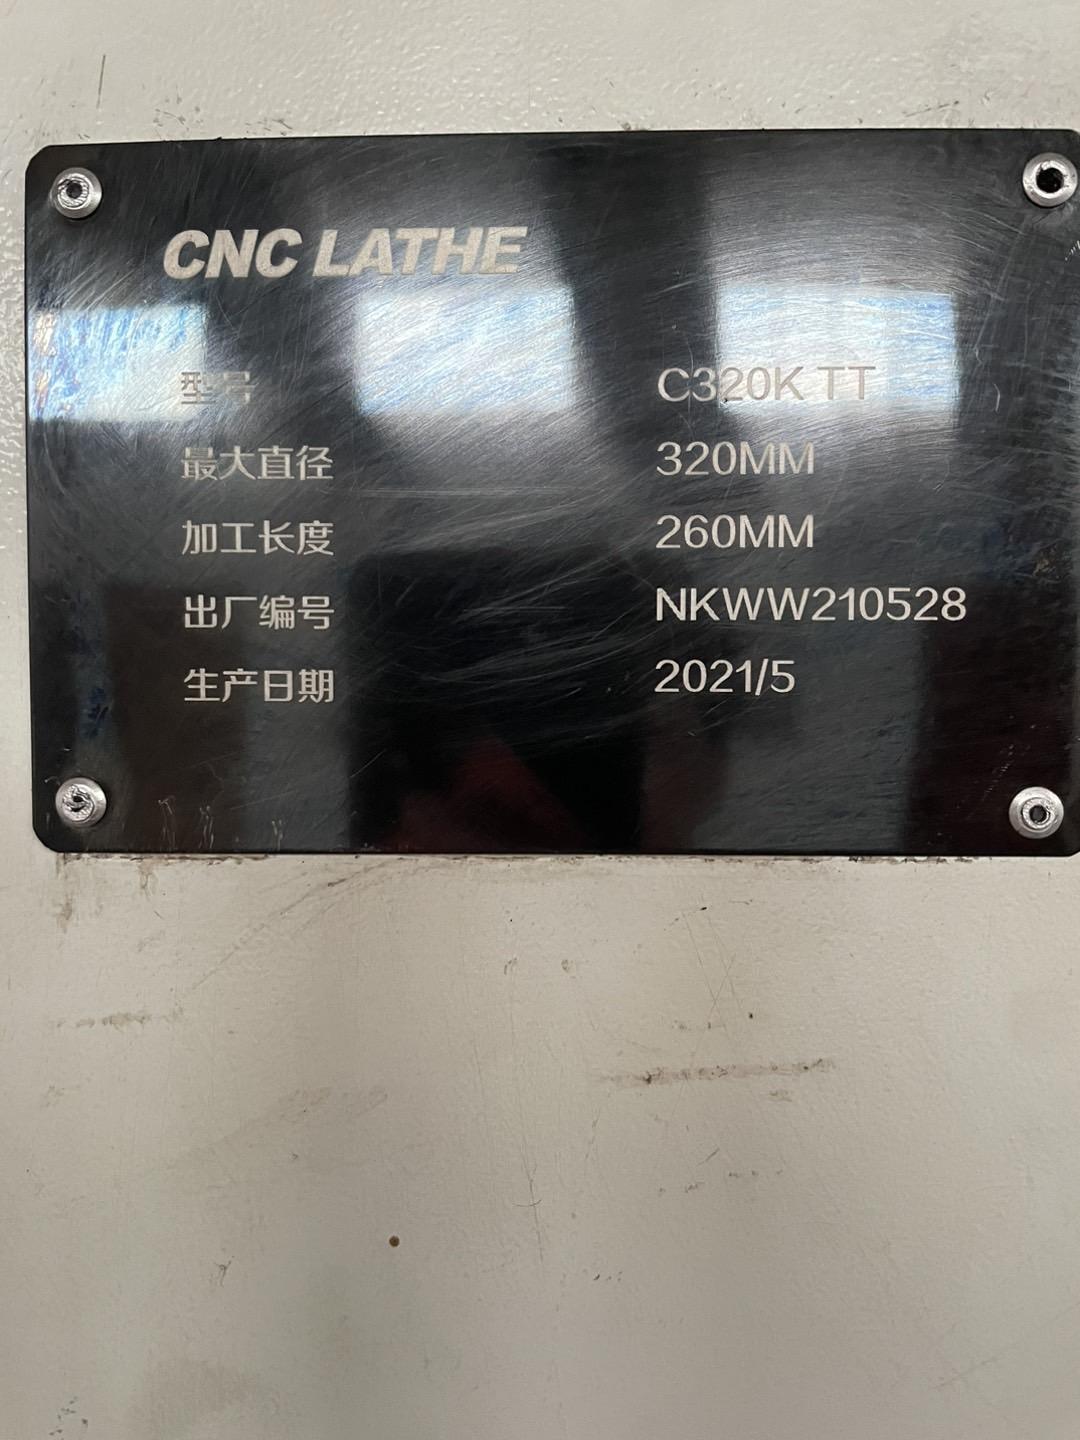 CNC LATHE
型号 C320K TT
最大直径 320MM
加工长度 260MM
出厂编号 NKWW210528
生产日期 2021/5